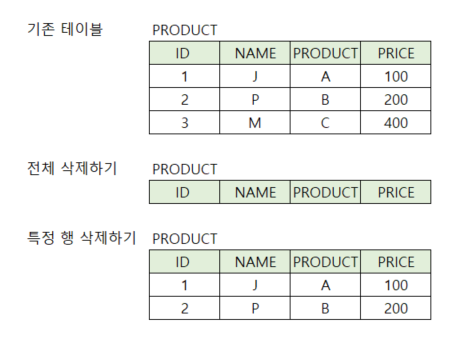 기존 테이블 PRODUCT
ID NAME PRODUCT PRICE
1 J A 100
2 P B 200
3 M C 400
전체 삭제하기 PRODUCT
ID NAME PRODUCT PRICE
특정 행 삭제하기 PRODUCT
ID NAME PRODUCT PRICE
1 J A 100
2 P B 200